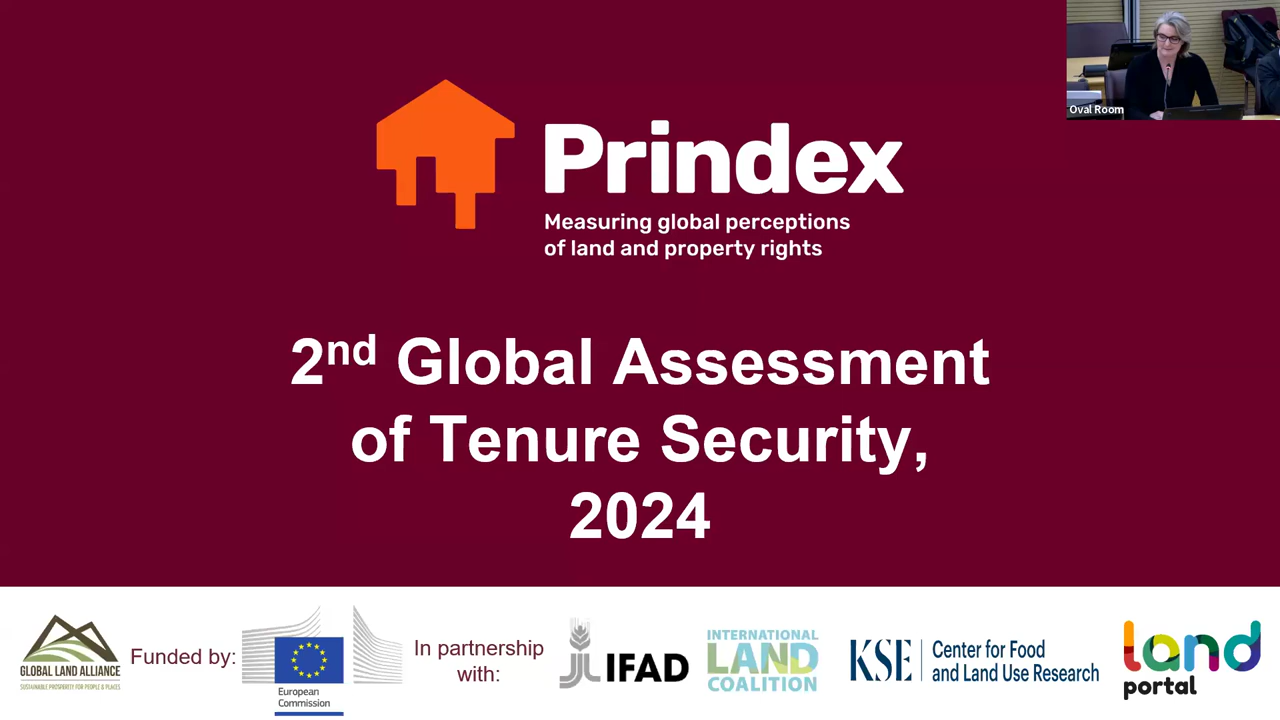 Oval Room
Prindex
Measuring global perceptions
of land and property rights
2nd Global Assessment
of Tenure Security,
2024
GLOBAL LAND ALLIANCE
SUSTAINABLE PROSPERITY FOR PEOPLE & PLACES
Funded by:
European
Commission
In partnership
with:
IFAD
INTERNATIONAL
LAND
COALITION
KSE
Center for Food
and Land Use Research
land
portal